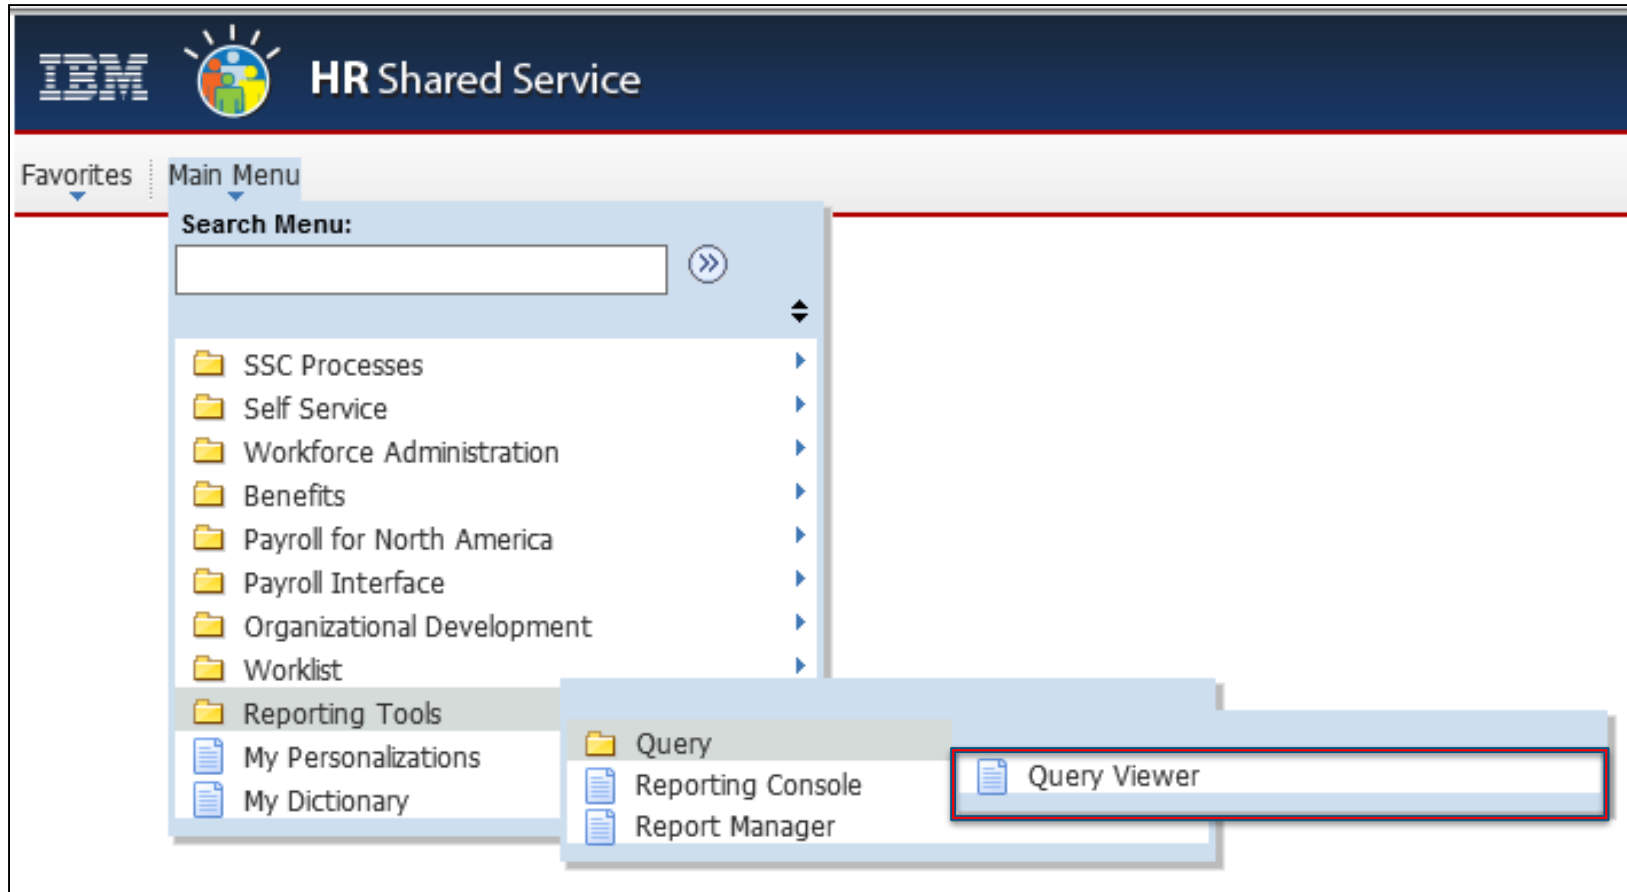 IBM HR Shared Service
Favorites Main Menu
Search Menu:
SSC Processes
Self Service
Workforce Administration
Benefits
Payroll for North America
Payroll Interface
Organizational Development
Worklist
Reporting Tools
My Personalizations
My Dictionary
Query
Reporting Console
Report Manager
Query Viewer